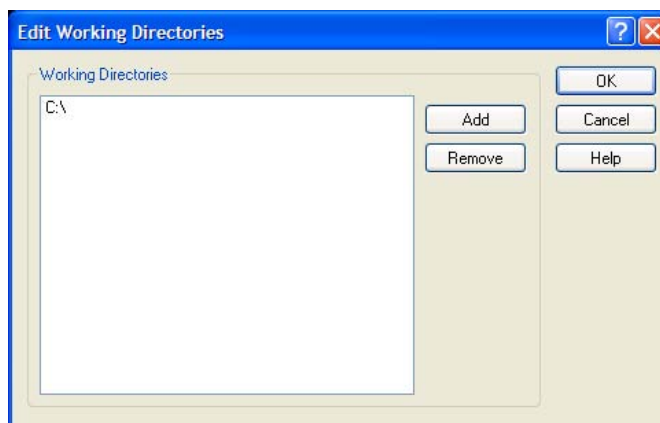 Edit Working Directories
?
Working Directories
OK
C:\
Add
Cancel
Remove
Help